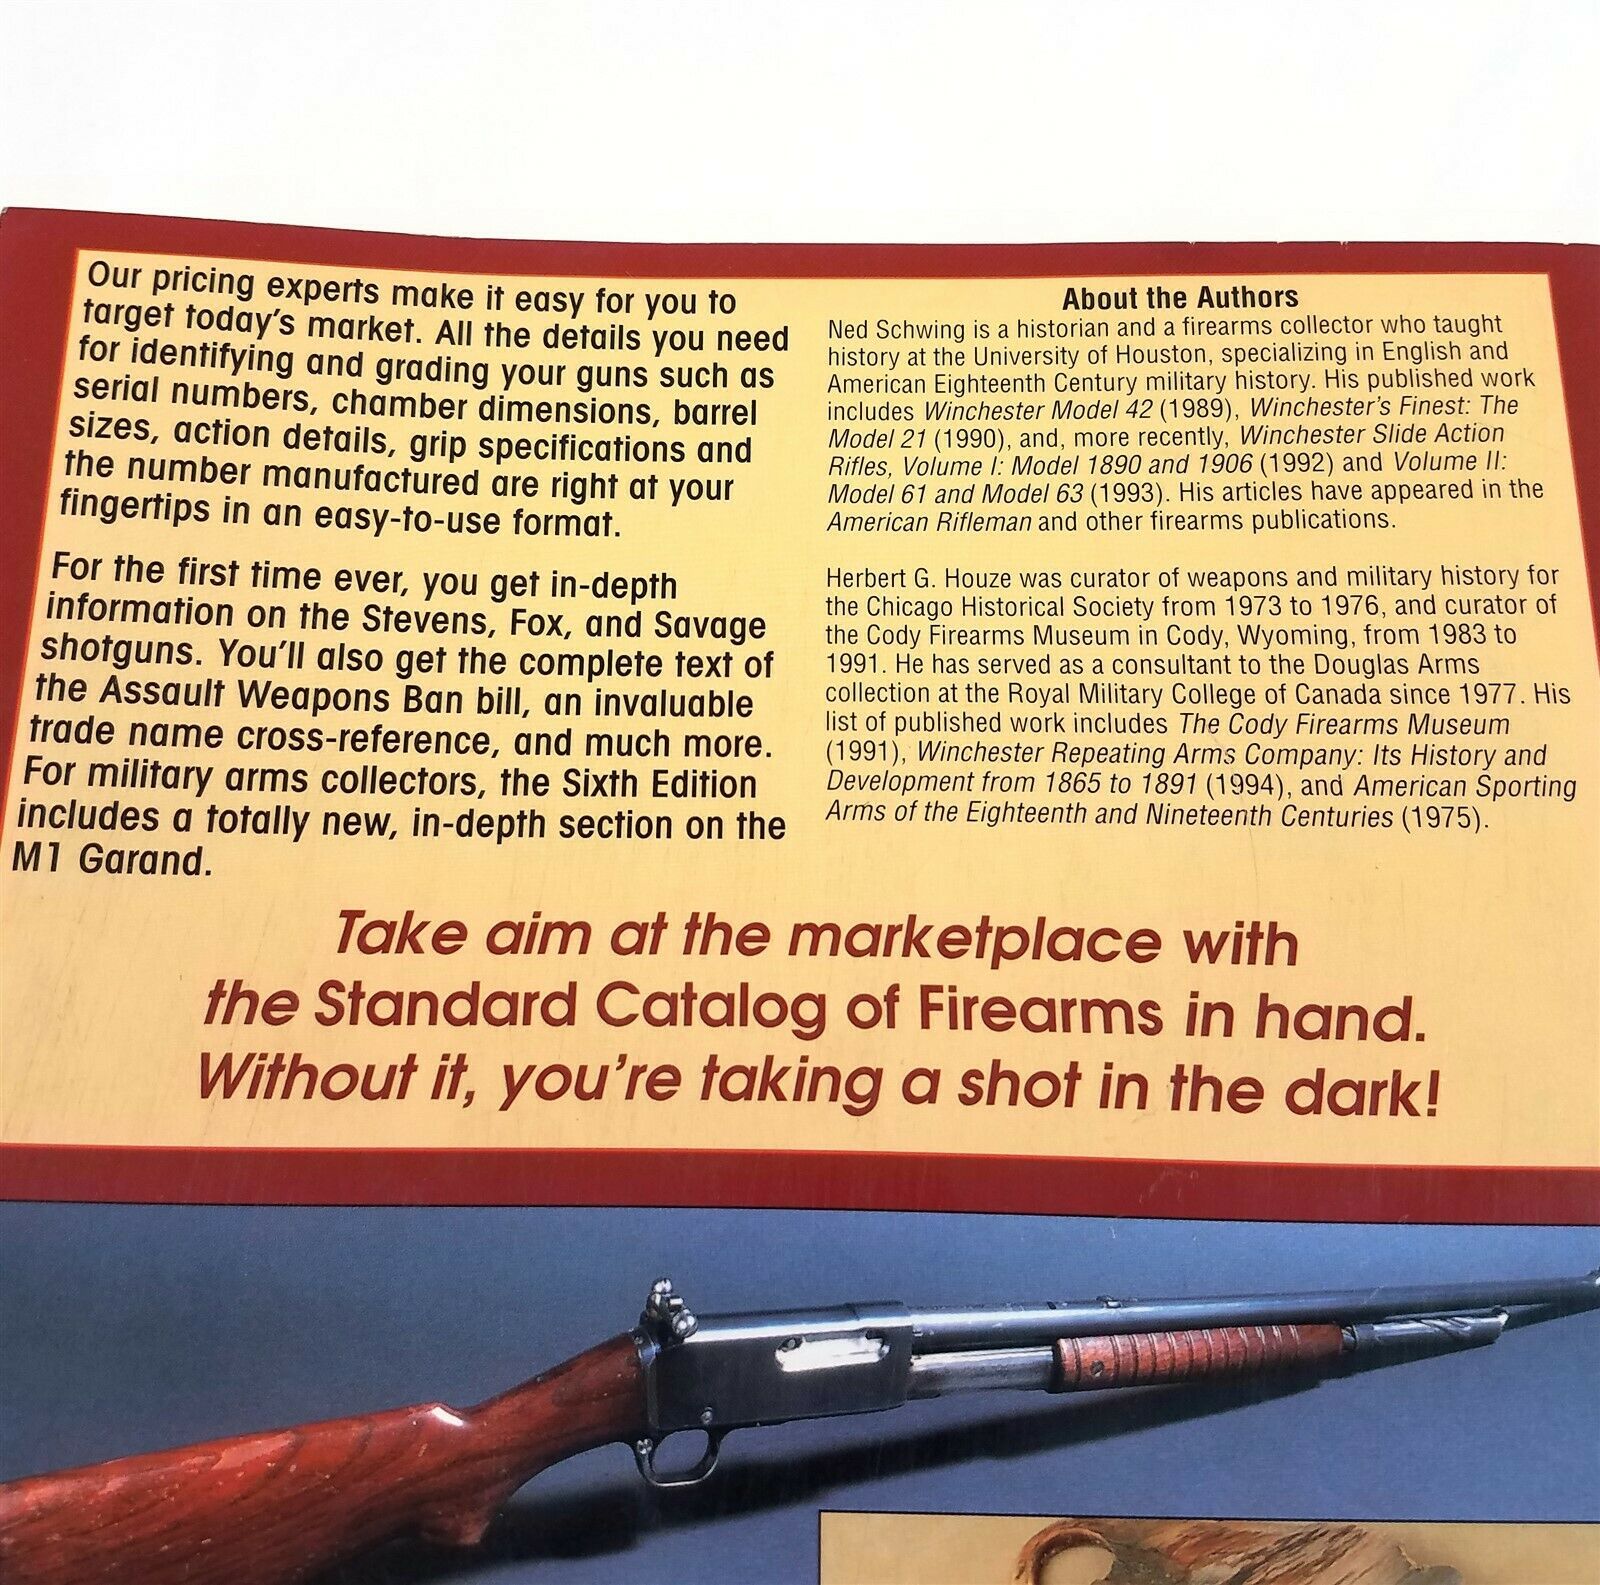 Our pricing experts make it easy for you to
target today's market. All the details you need
for identifying and grading your guns such as
serial numbers, chamber dimensions, barrel
sizes, action details, grip specifications and
the number manufactured are right at your
fingertips in an easy-to-use format.
For the first time ever, you get in-depth
information on the Stevens, Fox, and Savage
shotguns. You'll also get the complete text of
the Assault Weapons Ban bill, an invaluable
trade name cross-reference, and much more.
For military arms collectors, the Sixth Edition
includes a totally new, in-depth section on the
M1 Garand.
About the Authors
Ned Schwing is a historian and a firearms collector who taught
history at the University of Houston, specializing in English and
American Eighteenth Century military history. His published work
includes Winchester Model 42 (1989), Winchester's Finest: The
Model 21 (1990), and, more recently, Winchester Slide Action
Rifles, Volume I: Model 1890 and 1906 (1992) and Volume II:
Model 61 and Model 63 (1993). His articles have appeared in the
American Rifleman and other firearms publications.
Herbert G. Houze was curator of weapons and military history for
the Chicago Historical Society from 1973 to 1976, and curator of
the Cody Firearms Museum in Cody, Wyoming, from 1983 to
1991. He has served as a consultant to the Douglas Arms
collection at the Royal Military College of Canada since 1977. His
list of published work includes The Cody Firearms Museum
(1991), Winchester Repeating Arms Company: Its History and
Development from 1865 to 1891 (1994), and American Sporting
Arms of the Eighteenth and Nineteenth Centuries (1975).
Take aim at the marketplace with
the Standard Catalog of Firearms in hand.
Without it, you're taking a shot in the dark!